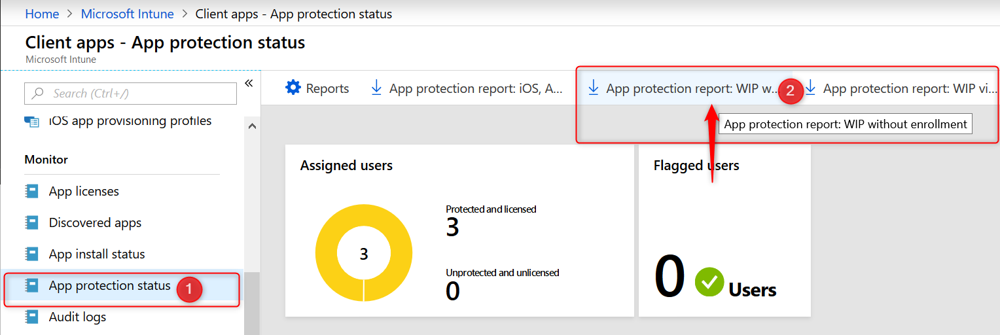 Home > Microsoft Intune > Client apps - App protection status
Client apps - App protection status
Microsoft Intune
Search (Ctrl+/)
«
iOS app provisioning profiles
Monitor
App licenses
Discovered apps
App install status
App protection status 1
Audit logs
Reports App protection report: iOS, A... App protection report: WIP w... 2 App protection report: WIP vi...
App protection report: WIP without enrollment
Assigned users
3
Protected and licensed
3
Unprotected and unlicensed
0
Flagged users
0 Users